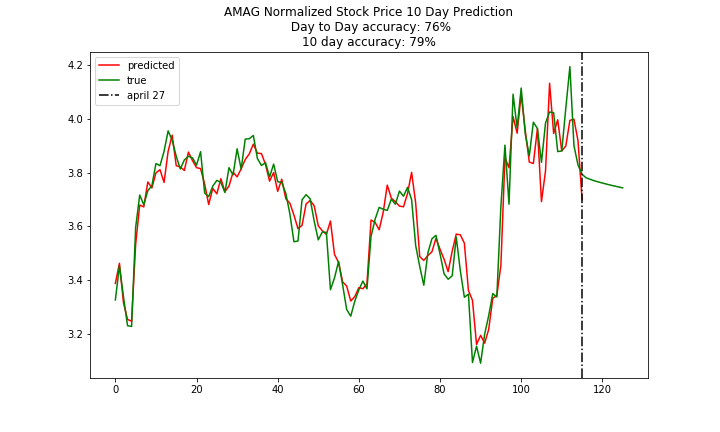 AMAG Normalized Stock Price 10 Day Prediction
Day to Day accuracy: 76%
10 day accuracy: 79%
predicted
true
april 27
4.2
4.0
3.8
3.6
3.4
3.2
0 20 40 60 80 100 120